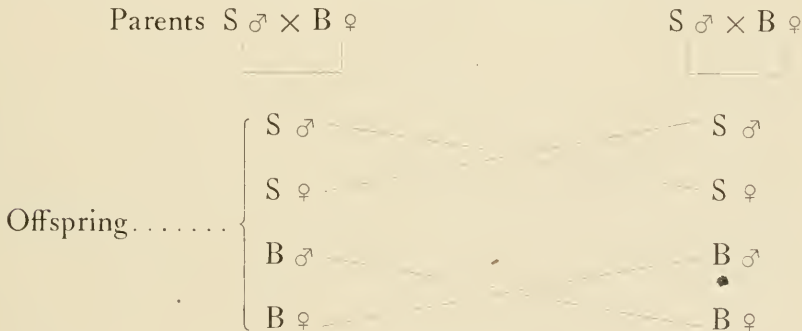 Parents S ♂ × B ♀ S ♂ × B ♀
S ♂ S ♂
S ♀ S ♀
Offspring.......
B ♂ B ♂
B ♀ B ♀